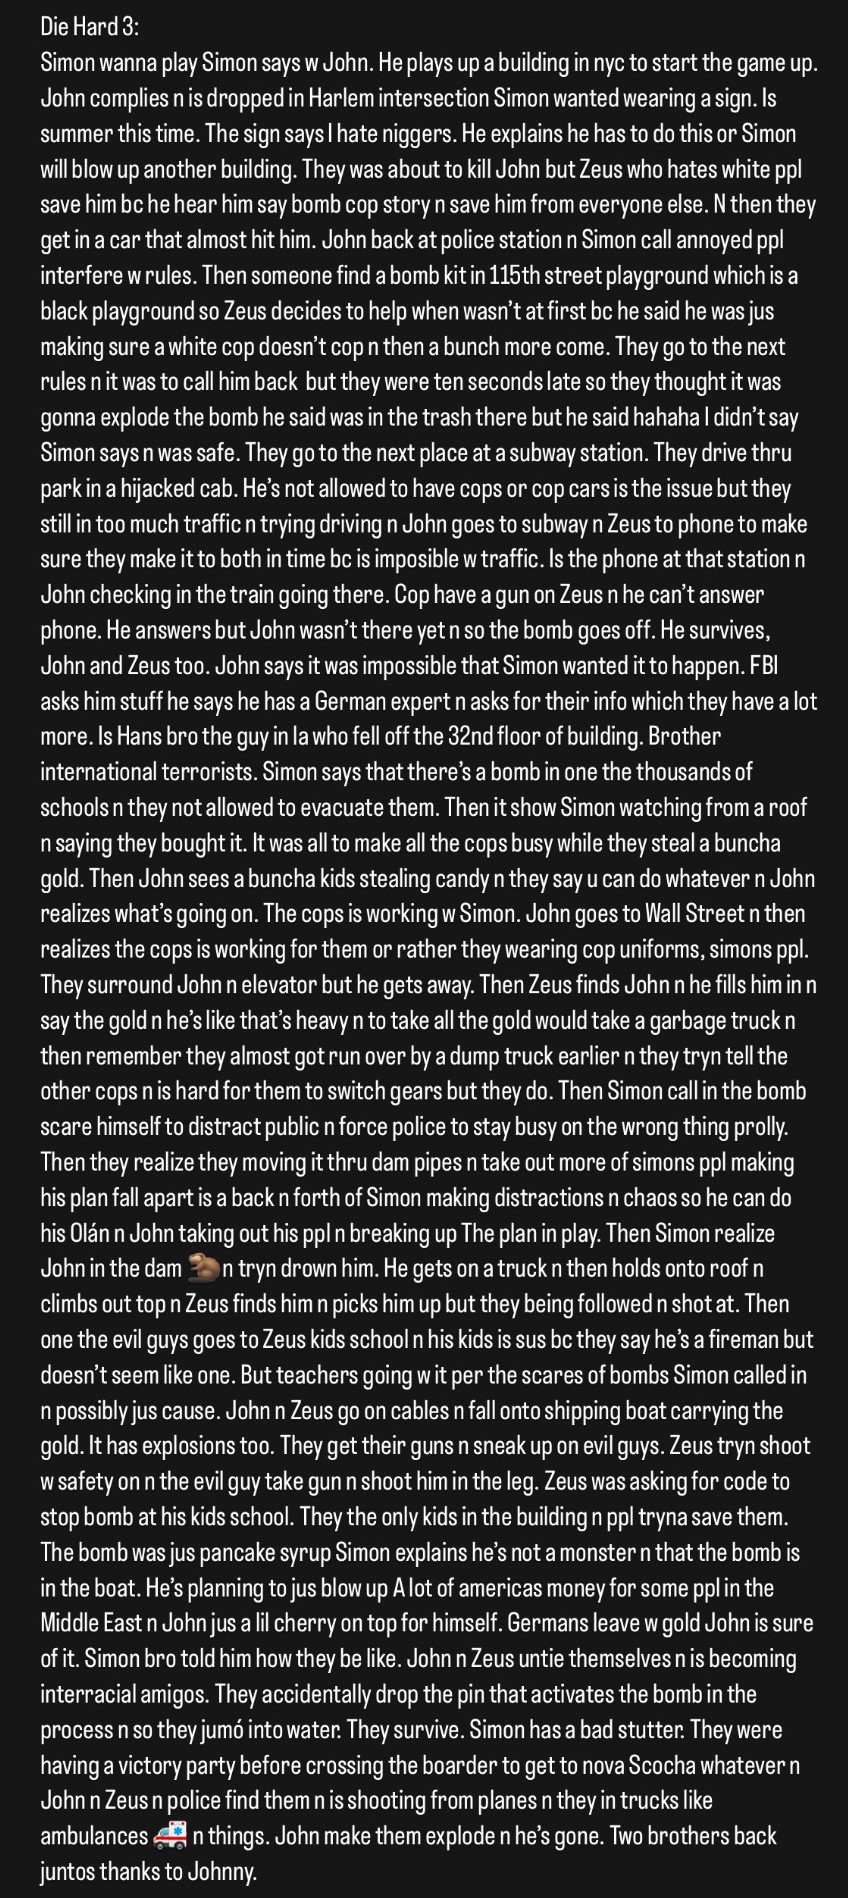 Die Hard 3:
Simon wanna play Simon says w John. He plays up a building in nyc to start the game up.
John complies n is dropped in Harlem intersection Simon wanted wearing a sign. Is
summer this time. The sign says I hate niggers. He explains he has to do this or Simon
will blow up another building. They was about to kill John but Zeus who hates white ppl
save him bc he hear him say bomb cop story n save him from everyone else. N then they
get in a car that almost hit him. John back at police station n Simon call annoyed ppl
interfere w rules. Then someone find a bomb kit in 115th street playground which is a
black playground so Zeus decides to help when wasn’t at first bc he said he was jus
making sure a white cop doesn’t cop n then a bunch more come. They go to the next
rules n it was to call him back  but they were ten seconds late so they thought it was
gonna explode the bomb he said was in the trash there but he said hahaha I didn’t say
Simon says n was safe. They go to the next place at a subway station. They drive thru
park in a hijacked cab. He’s not allowed to have cops or cop cars is the issue but they
still in too much traffic n trying driving n John goes to subway n Zeus to phone to make
sure they make it to both in time bc is imposible w traffic. Is the phone at that station n
John checking in the train going there. Cop have a gun on Zeus n he can’t answer
phone. He answers but John wasn’t there yet n so the bomb goes off. He survives,
John and Zeus too. John says it was impossible that Simon wanted it to happen. FBI
asks him stuff he says he has a German expert n asks for their info which they have a lot
more. Is Hans bro the guy in la who fell off the 32nd floor of building. Brother
international terrorists. Simon says that there’s a bomb in one the thousands of
schools n they not allowed to evacuate them. Then it show Simon watching from a roof
n saying they bought it. It was all to make all the cops busy while they steal a buncha
gold. Then John sees a buncha kids stealing candy n they say u can do whatever n John
realizes what’s going on. The cops is working w Simon. John goes to Wall Street n then
realizes the cops is working for them or rather they wearing cop uniforms, simons ppl.
They surround John n elevator but he gets away. Then Zeus finds John n he fills him in n
say the gold n he’s like that’s heavy n to take all the gold would take a garbage truck n
then remember they almost got run over by a dump truck earlier n they tryn tell the
other cops n is hard for them to switch gears but they do. Then Simon call in the bomb
scare himself to distract public n force police to stay busy on the wrong thing prolly.
Then they realize they moving it thru dam pipes n take out more of simons ppl making
his plan fall apart is a back n forth of Simon making distractions n chaos so he can do
his Olán n John taking out his ppl n breaking up The plan in play. Then Simon realize
John in the dam 🦫n tryn drown him. He gets on a truck n then holds onto roof n
climbs out top n Zeus finds him n picks him up but they being followed n shot at. Then
one the evil guys goes to Zeus kids school n his kids is sus bc they say he’s a fireman but
doesn’t seem like one. But teachers going w it per the scares of bombs Simon called in
n possibly jus cause. John n Zeus go on cables n fall onto shipping boat carrying the
gold. It has explosions too. They get their guns n sneak up on evil guys. Zeus tryn shoot
w safety on n the evil guy take gun n shoot him in the leg. Zeus was asking for code to
stop bomb at his kids school. They the only kids in the building n ppl tryna save them.
The bomb was jus pancake syrup Simon explains he’s not a monster n that the bomb is
in the boat. He’s planning to jus blow up A lot of americas money for some ppl in the
Middle East n John jus a lil cherry on top for himself. Germans leave w gold John is sure
of it. Simon bro told him how they be like. John n Zeus untie themselves n is becoming
interracial amigos. They accidentally drop the pin that activates the bomb in the
process n so they jumó into water. They survive. Simon has a bad stutter. They were
having a victory party before crossing the boarder to get to nova Scocha whatever n
John n Zeus n police find them n is shooting from planes n they in trucks like
ambulances 🚑 n things. John make them explode n he’s gone. Two brothers back
juntos thanks to Johnny.